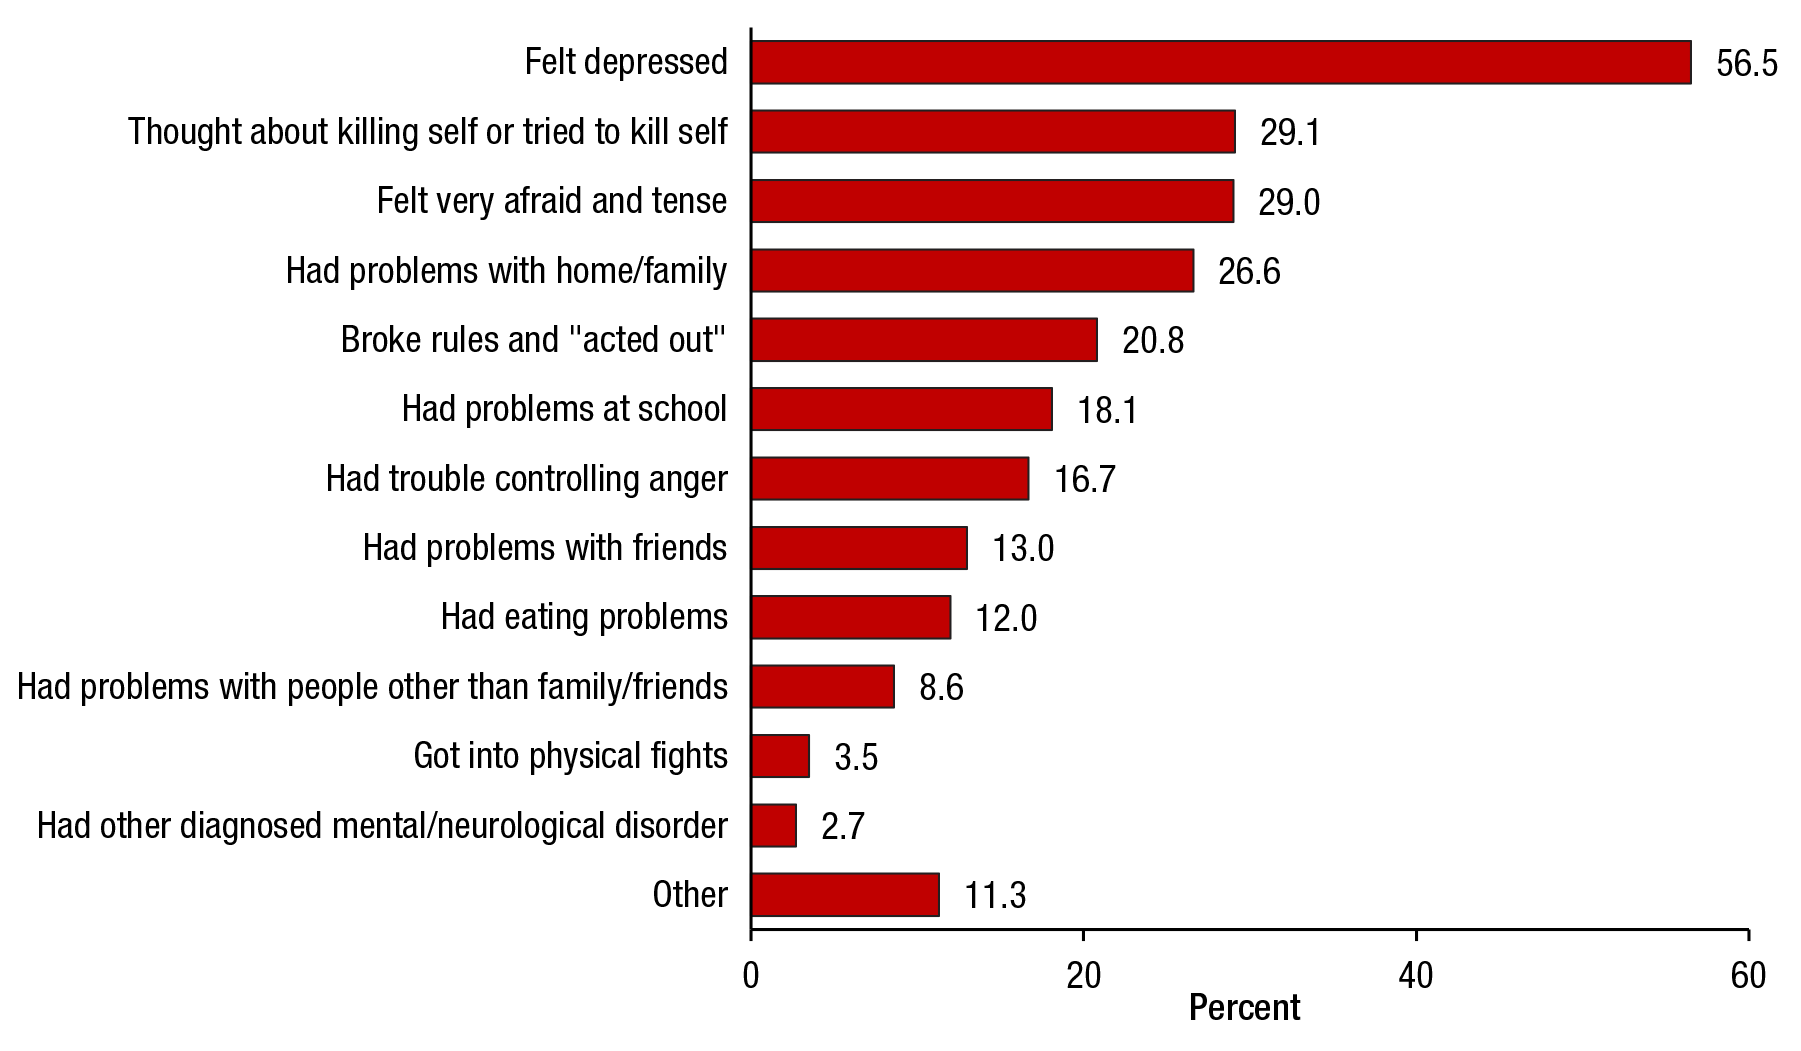 Felt depressed 56.5
Thought about killing self or tried to kill self 29.1
Felt very afraid and tense 29.0
Had problems with home/family 26.6
Broke rules and "acted out" 20.8
Had problems at school 18.1
Had trouble controlling anger 16.7
Had problems with friends 13.0
Had eating problems 12.0
Had problems with people other than family/friends 8.6
Got into physical fights 3.5
Had other diagnosed mental/neurological disorder 2.7
Other 11.3
0 20 40 60
Percent